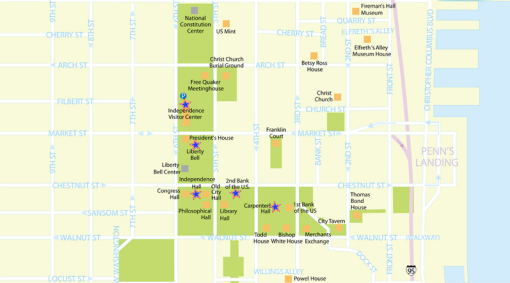 Fireman's Hall
Museum
National
Constitution
Center
US Mint
QUARRY ST
CHERRY ST
CHERRY ST
ELFRETH'S ALLEY
9TH ST
8TH ST
7TH ST
BREAD ST
2ND ST
CHRISTOPHER COLUMBUS BLVD
Elfreth's Alley
Museum House
Christ Church
Burial Ground
Betsy Ross
House
ARCH ST
ARCH ST
Free Quaker
Meetinghouse
FRONT ST
FILBERT ST
Christ
Church
Independence
Visitor Center
CHURCH ST
3RD ST
4TH ST
MARKET ST
MARKET ST
President's House
Liberty
Bell
Franklin
Court
BANK ST
2ND ST
PENN'S
LANDING
Liberty
Bell Center
9TH ST
CHESTNUT ST
CHESTNUT ST
Independence
Hall
2nd Bank
of the U.S.
Congress
Hall
Old
City
Hall
Thomas
Bond
House
Carpenters'
Hall
1st Bank
of the US
SANSOM ST
7TH ST
Philosophical
Hall
Library
Hall
City Tavern
WALNUT ST
WALNUT ST
Todd
House
Bishop
White House
Merchants
Exchange
WALNUT ST
(WALKWAY)
FRONT ST
DOCK ST
WASHINGTON
LOCUST ST
WILLINGS ALLEY
Powel House
95